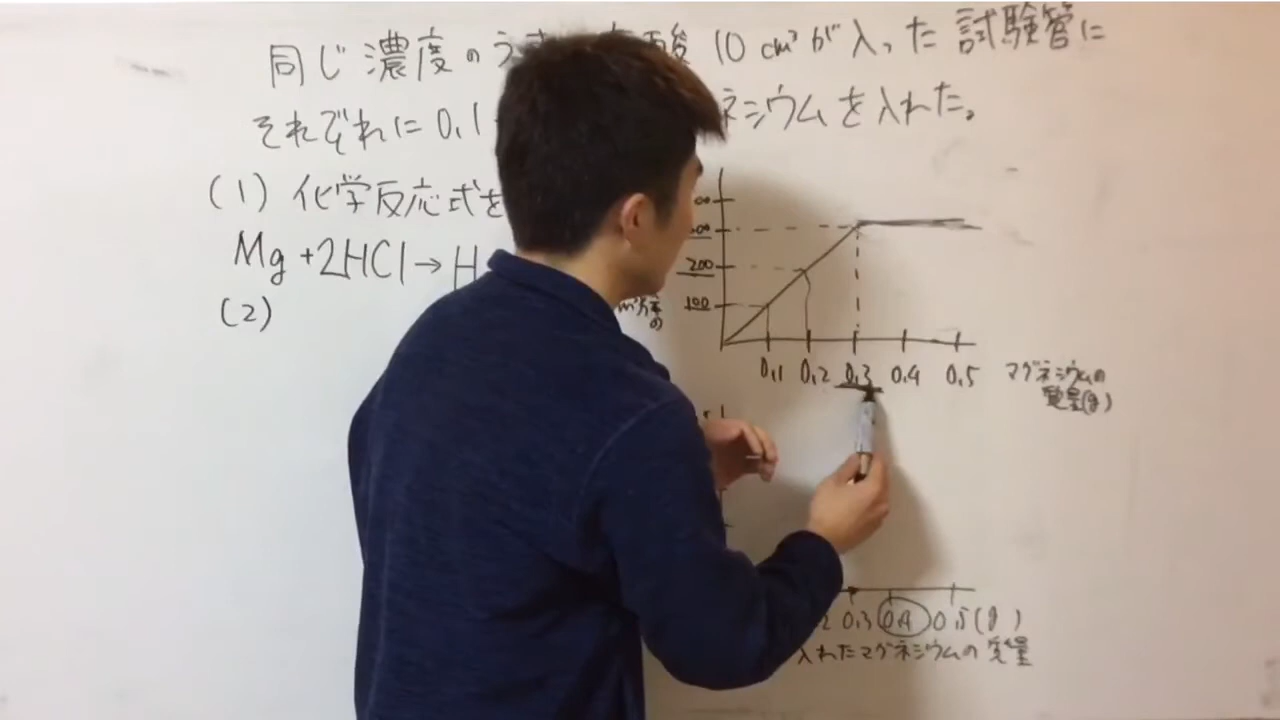 同じ濃度のう 酸 10cm³が入った試験管に
それぞれに0.1 ネシウムを入れた。
(1) 化学反応式を
Mg+2HCl→H
(2)
00
00
200
100
0.1 0.2 0.3 0.4 0.5
マグネシウムの
質量(g)
0.3 0.4 0.5(g)
入れたマグネシウムの質量